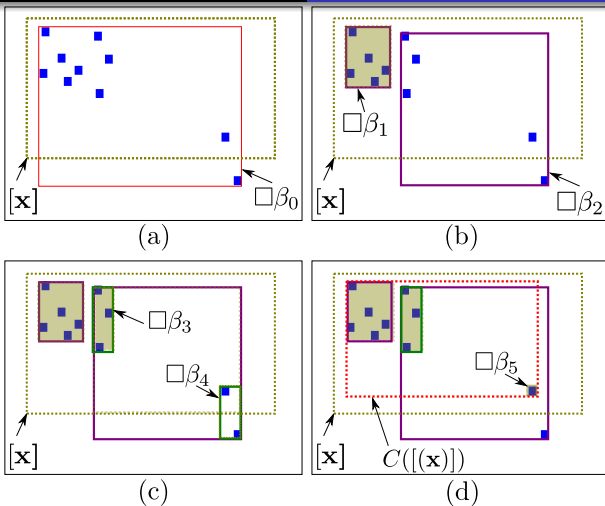 □β₁
[x]
□β₀
[x]
□β₂
(a)
(b)
□β₃
□β₄
□β₅
[x]
[x]
C([(x)])
(c)
(d)